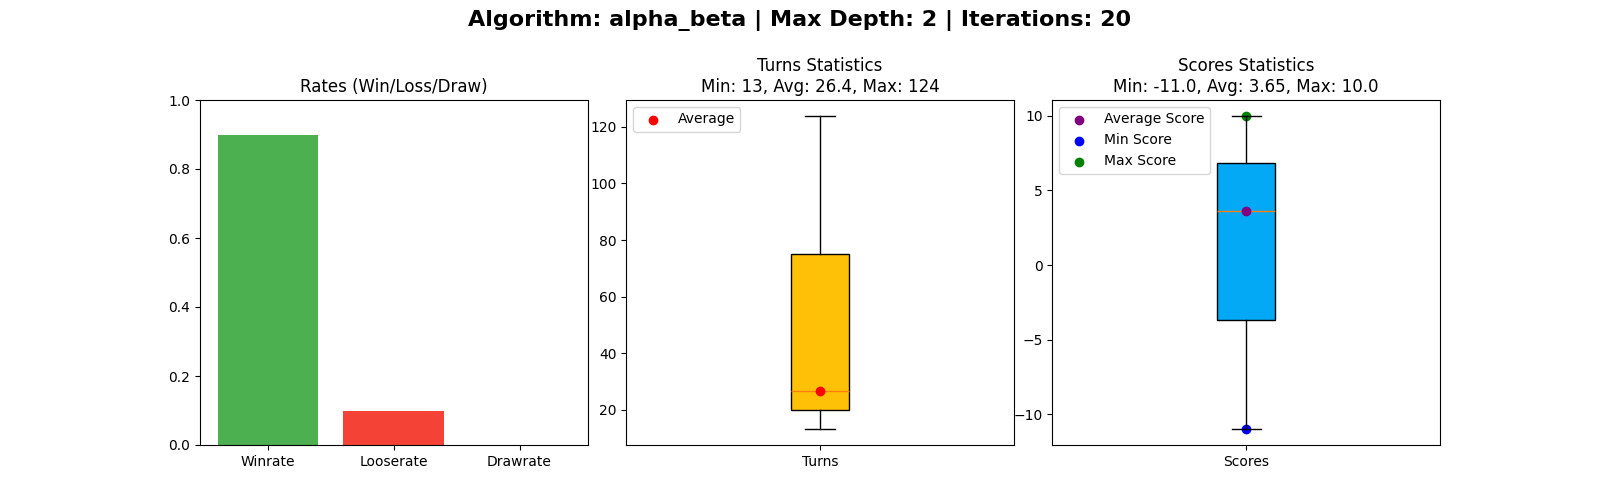 Algorithm: alpha_beta | Max Depth: 2 | Iterations: 20
Rates (Win/Loss/Draw)
1.0
0.8
0.6
0.4
0.2
0.0
Winrate
Looserate
Drawrate
Turns Statistics
Min: 13, Avg: 26.4, Max: 124
Average
120
100
80
60
40
20
Turns
Scores Statistics
Min: -11.0, Avg: 3.65, Max: 10.0
Average Score
Min Score
Max Score
10
5
0
−5
−10
Scores